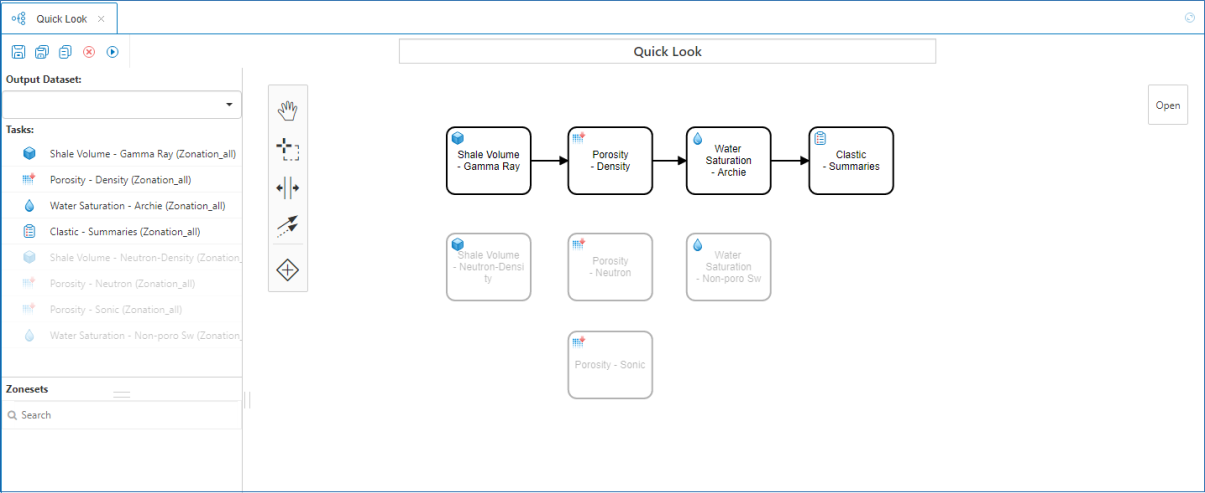 Quick Look
Quick Look
Output Dataset:
Tasks:
Shale Volume - Gamma Ray (Zonation_all)
Porosity - Density (Zonation_all)
Water Saturation - Archie (Zonation_all)
Clastic - Summaries (Zonation_all)
Shale Volume - Neutron-Density (Zonation_
Porosity - Neutron (Zonation_all)
Porosity - Sonic (Zonation_all)
Water Saturation - Non-poro Sw (Zonation_
Zonesets
Search
Open
Shale Volume
- Gamma Ray
Porosity
- Density
Water
Saturation
- Archie
Clastic
- Summaries
Shale Volume
- Neutron-Densi
ty
Porosity
- Neutron
Water
Saturation
- Non-poro Sw
Porosity - Sonic